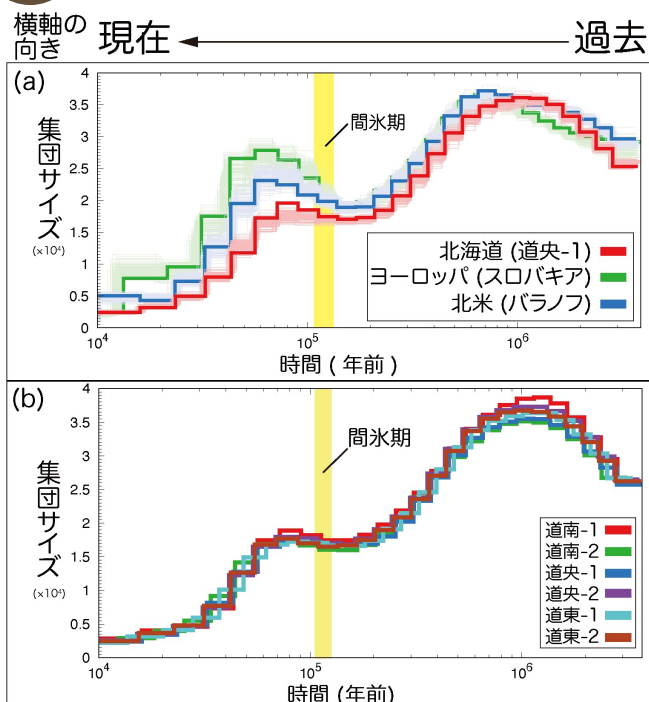 横軸の
向き
現在
過去
(a)
4
3.5
3
2.5
2
1.5
1
0.5
0
集団サイズ
(×10⁴)
間氷期
北海道 (道央-1)
ヨーロッパ (スロバキア)
北米 (バラノフ)
10⁴
10⁵
10⁶
時間 ( 年前 )
(b)
4
3.5
3
2.5
2
1.5
1
0.5
0
集団サイズ
(×10⁴)
間氷期
道南-1
道南-2
道央-1
道央-2
道東-1
道東-2
10⁴
10⁵
10⁶
時間 (年前)